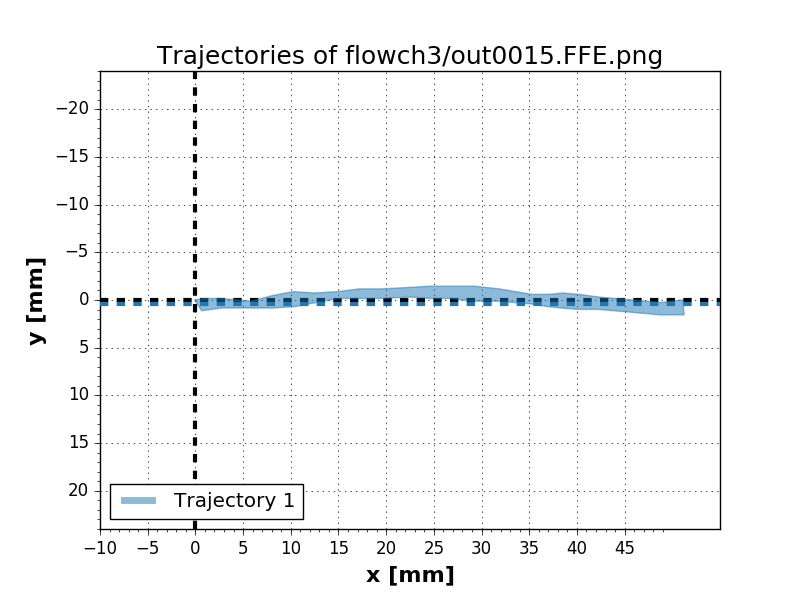 Trajectories of flowch3/out0015.FFE.png
−20
−15
−10
−5
0
5
10
15
20
y [mm]
Trajectory 1
−10 −5 0 5 10 15 20 25 30 35 40 45
x [mm]